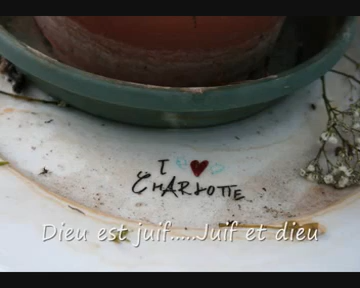 I ❤️
CHARLOTTE
Dieu est juif.....Juif et dieu